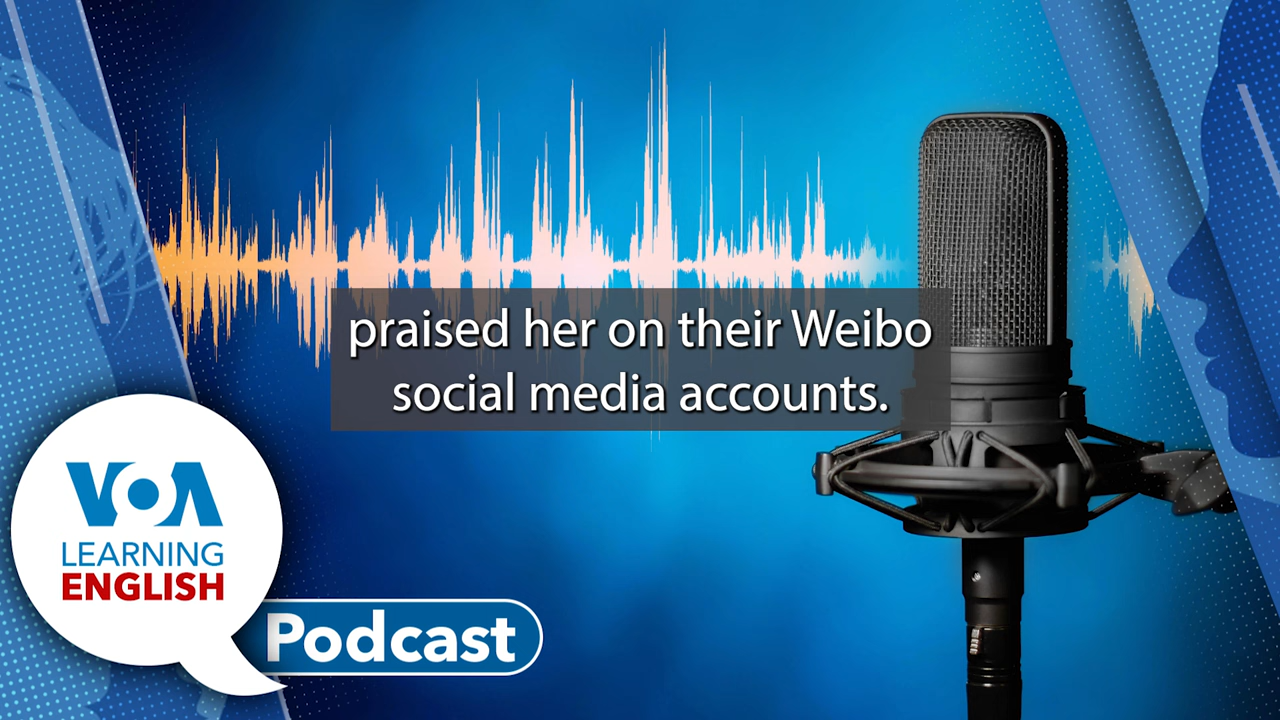 praised her on their Weibo
social media accounts.
VOA
LEARNING
ENGLISH
Podcast